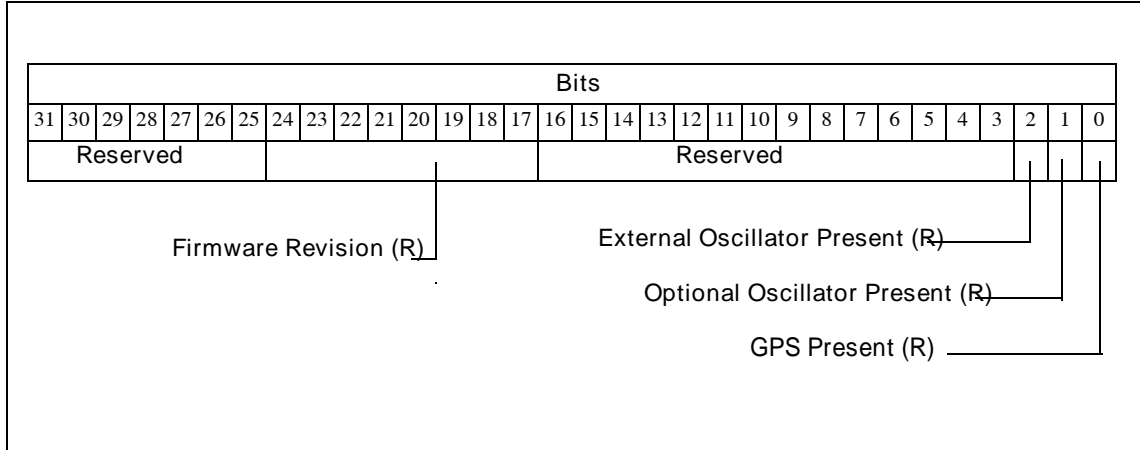 Bits
31 30 29 28 27 26 25 24 23 22 21 20 19 18 17 16 15 14 13 12 11 10 9 8 7 6 5 4 3 2 1 0
Reserved Reserved
Firmware Revision (R) External Oscillator Present (R)
Optional Oscillator Present (R)
GPS Present (R)